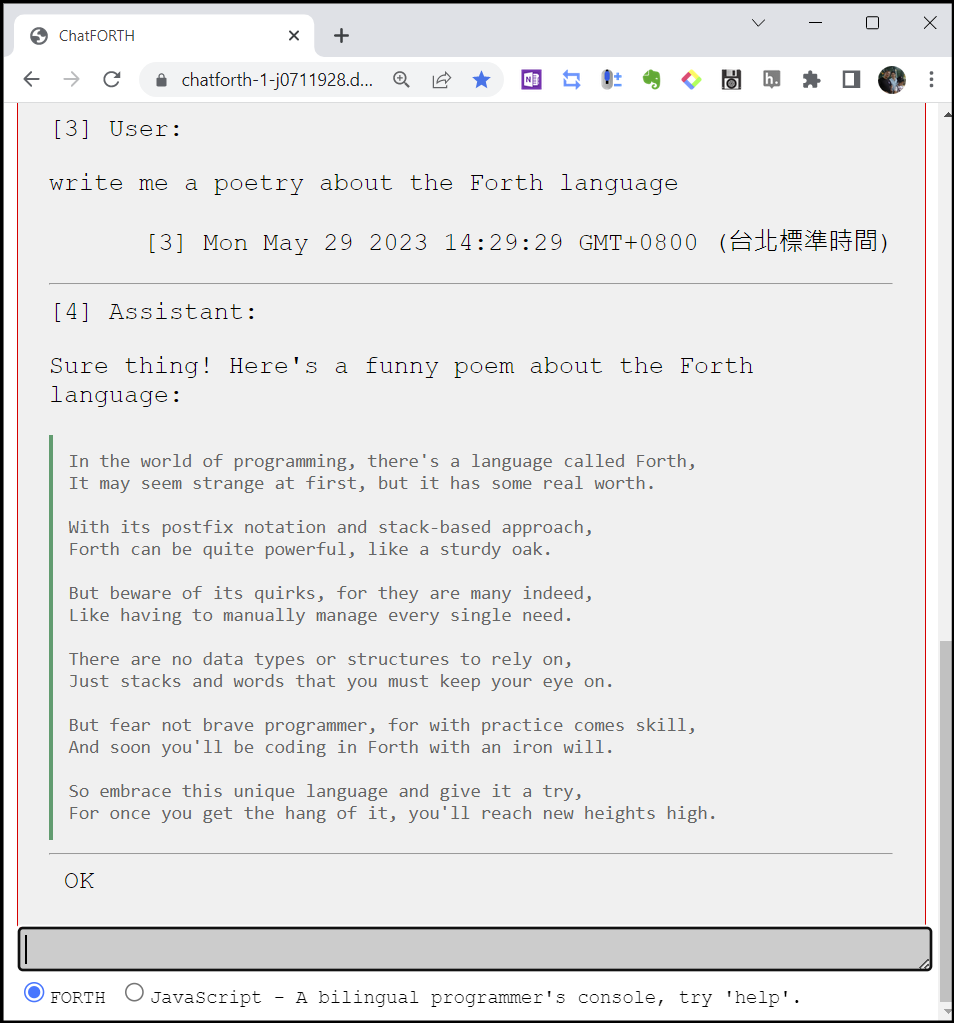 ChatFORTH
chatforth-1-j0711928.d...
[3] User:
write me a poetry about the Forth language
[3] Mon May 29 2023 14:29:29 GMT+0800 (台北標準時間)
[4] Assistant:
Sure thing! Here's a funny poem about the Forth
language:
In the world of programming, there's a language called Forth,
It may seem strange at first, but it has some real worth.
With its postfix notation and stack-based approach,
Forth can be quite powerful, like a sturdy oak.
But beware of its quirks, for they are many indeed,
Like having to manually manage every single need.
There are no data types or structures to rely on,
Just stacks and words that you must keep your eye on.
But fear not brave programmer, for with practice comes skill,
And soon you'll be coding in Forth with an iron will.
So embrace this unique language and give it a try,
For once you get the hang of it, you'll reach new heights high.
OK
FORTH JavaScript - A bilingual programmer's console, try 'help'.